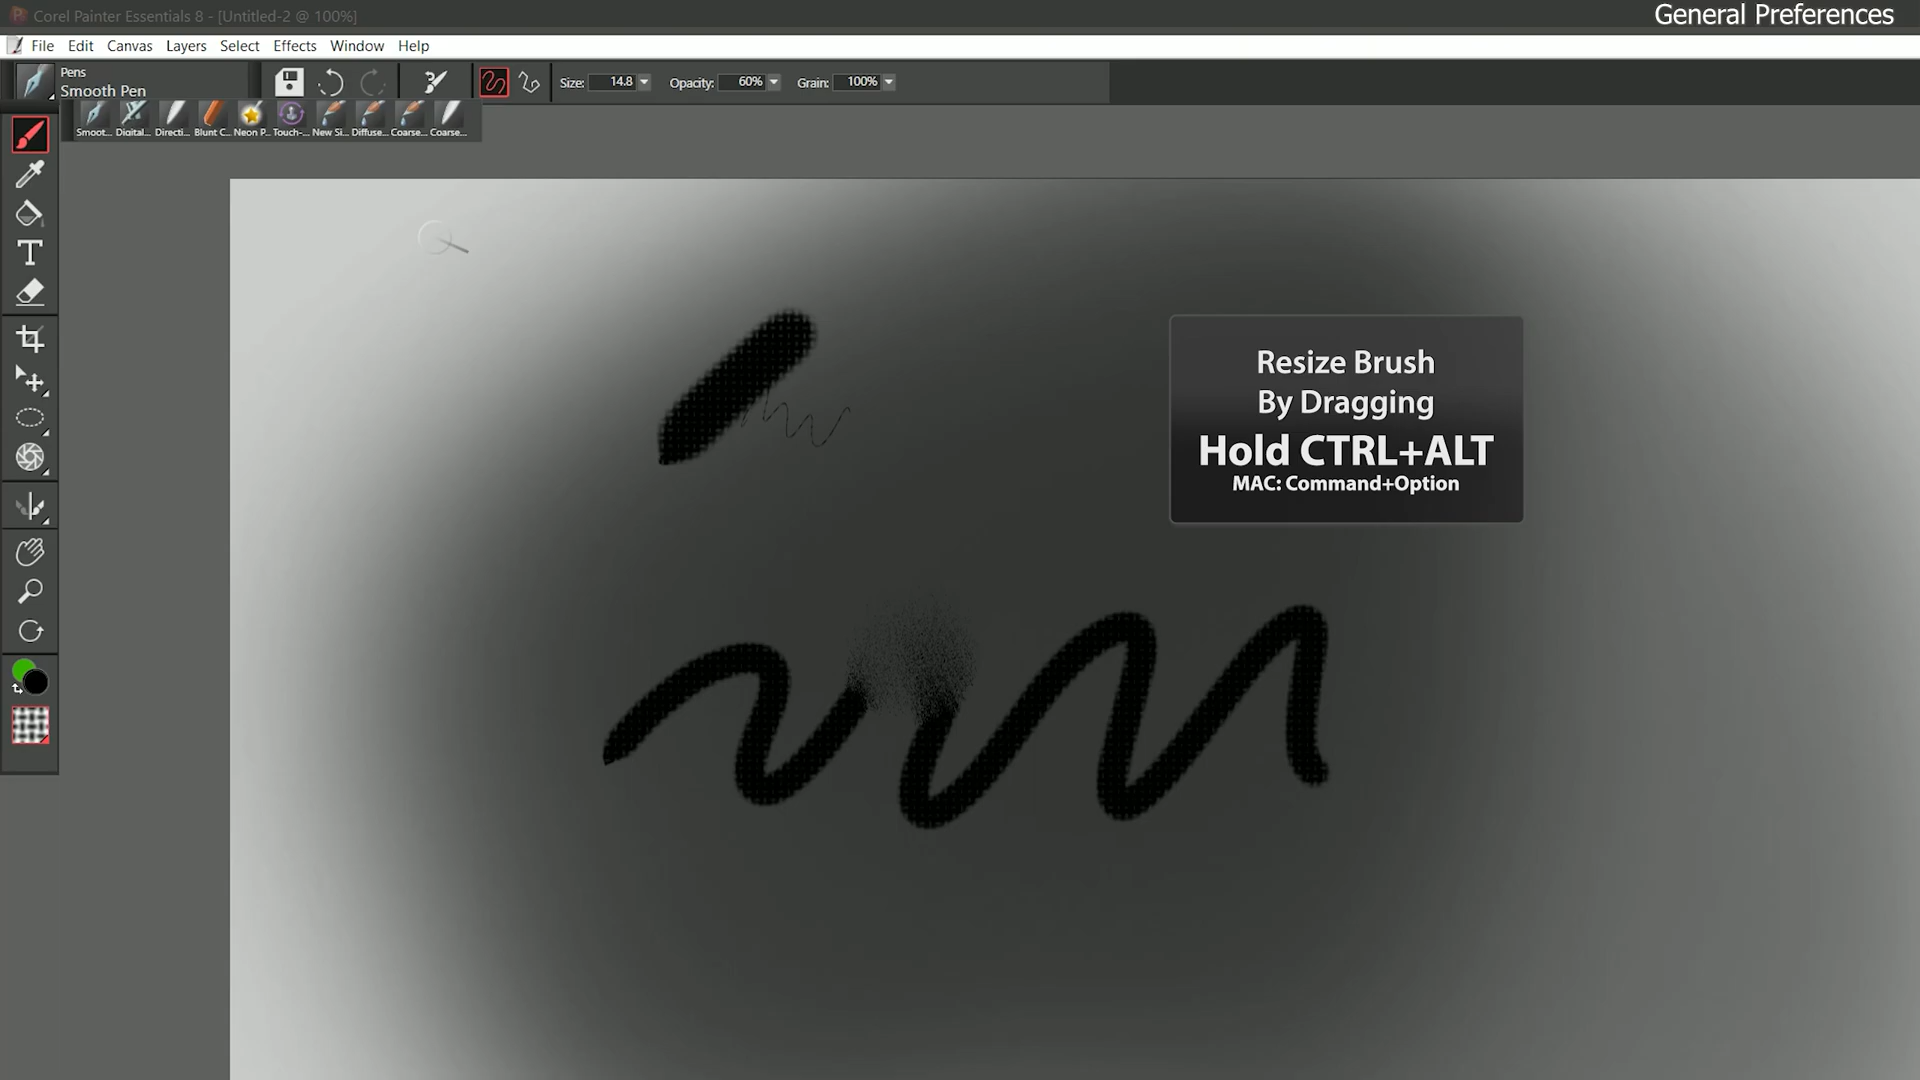 Corel Painter Essentials 8 - [Untitled-2 @ 100%]
General Preferences
File Edit Canvas Layers Select Effects Window Help
Pens
Smooth Pen
Size: 14.8 Opacity: 60% Grain: 100%
Smoot... Digital... Directi... Blunt C... Neon P.. Touch-... New Si... Diffuse... Coarse... Coarse...
T
Resize Brush
By Dragging
Hold CTRL+ALT
MAC: Command+Option